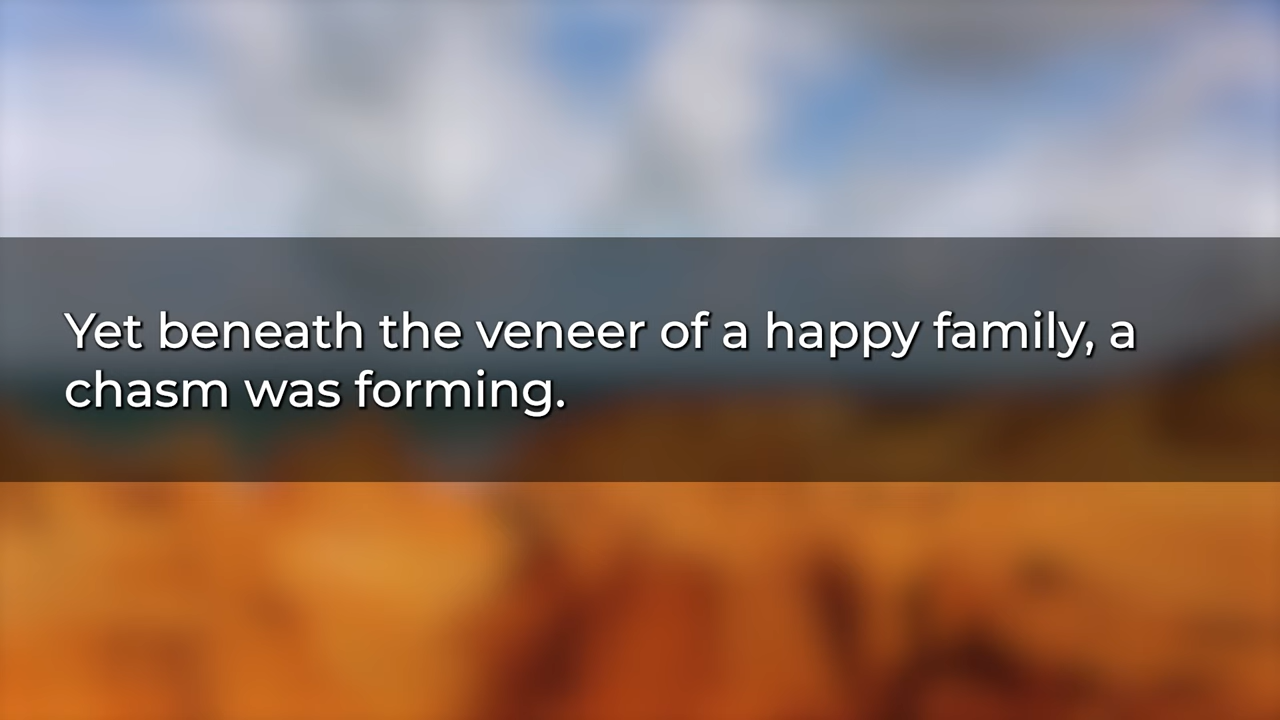 Yet beneath the veneer of a happy family, a
chasm was forming.